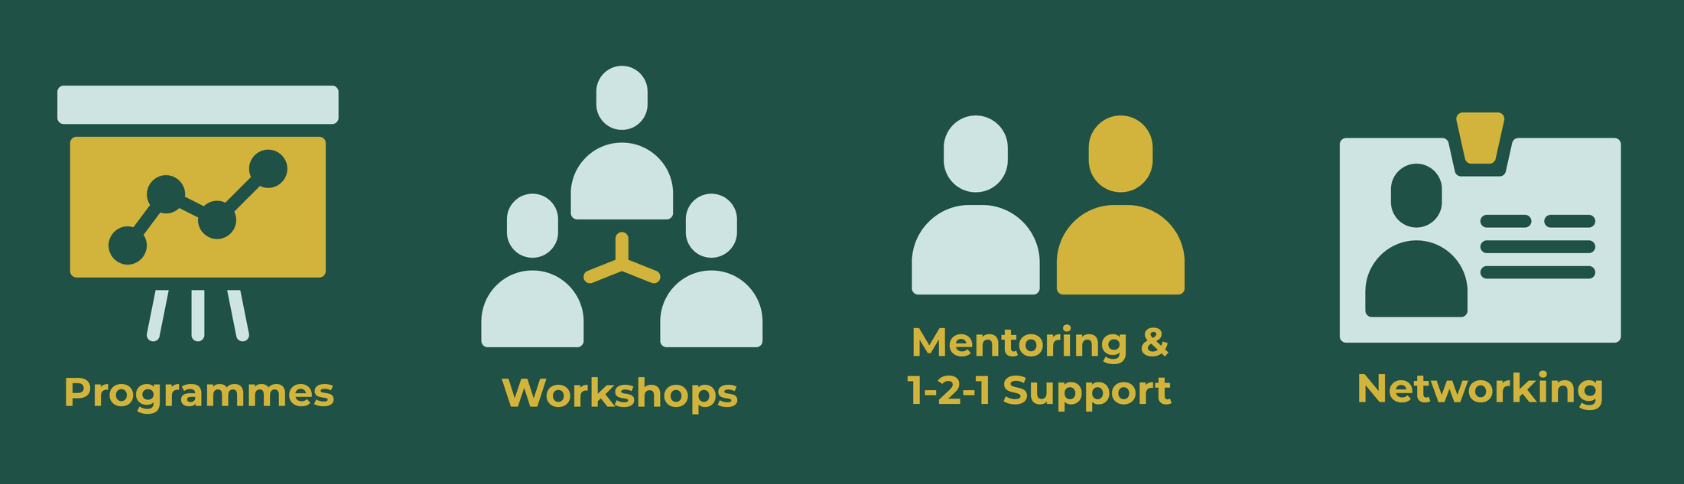 Programmes
Workshops
Mentoring &
1-2-1 Support
Networking